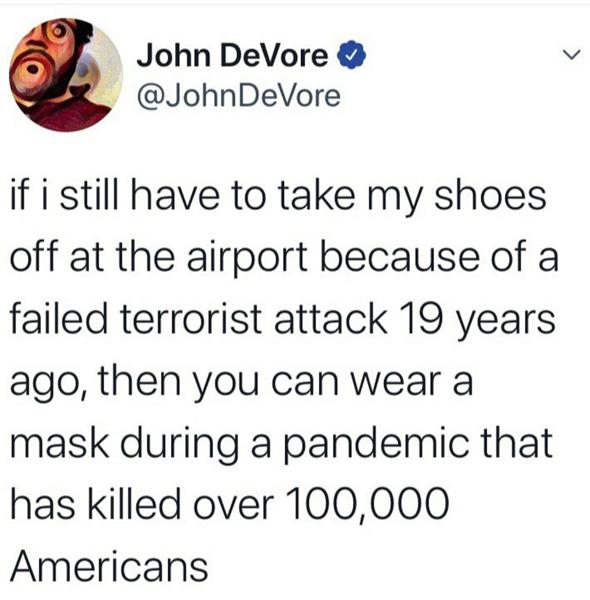 John DeVore
@JohnDeVore
if i still have to take my shoes
off at the airport because of a
failed terrorist attack 19 years
ago, then you can wear a
mask during a pandemic that
has killed over 100,000
Americans